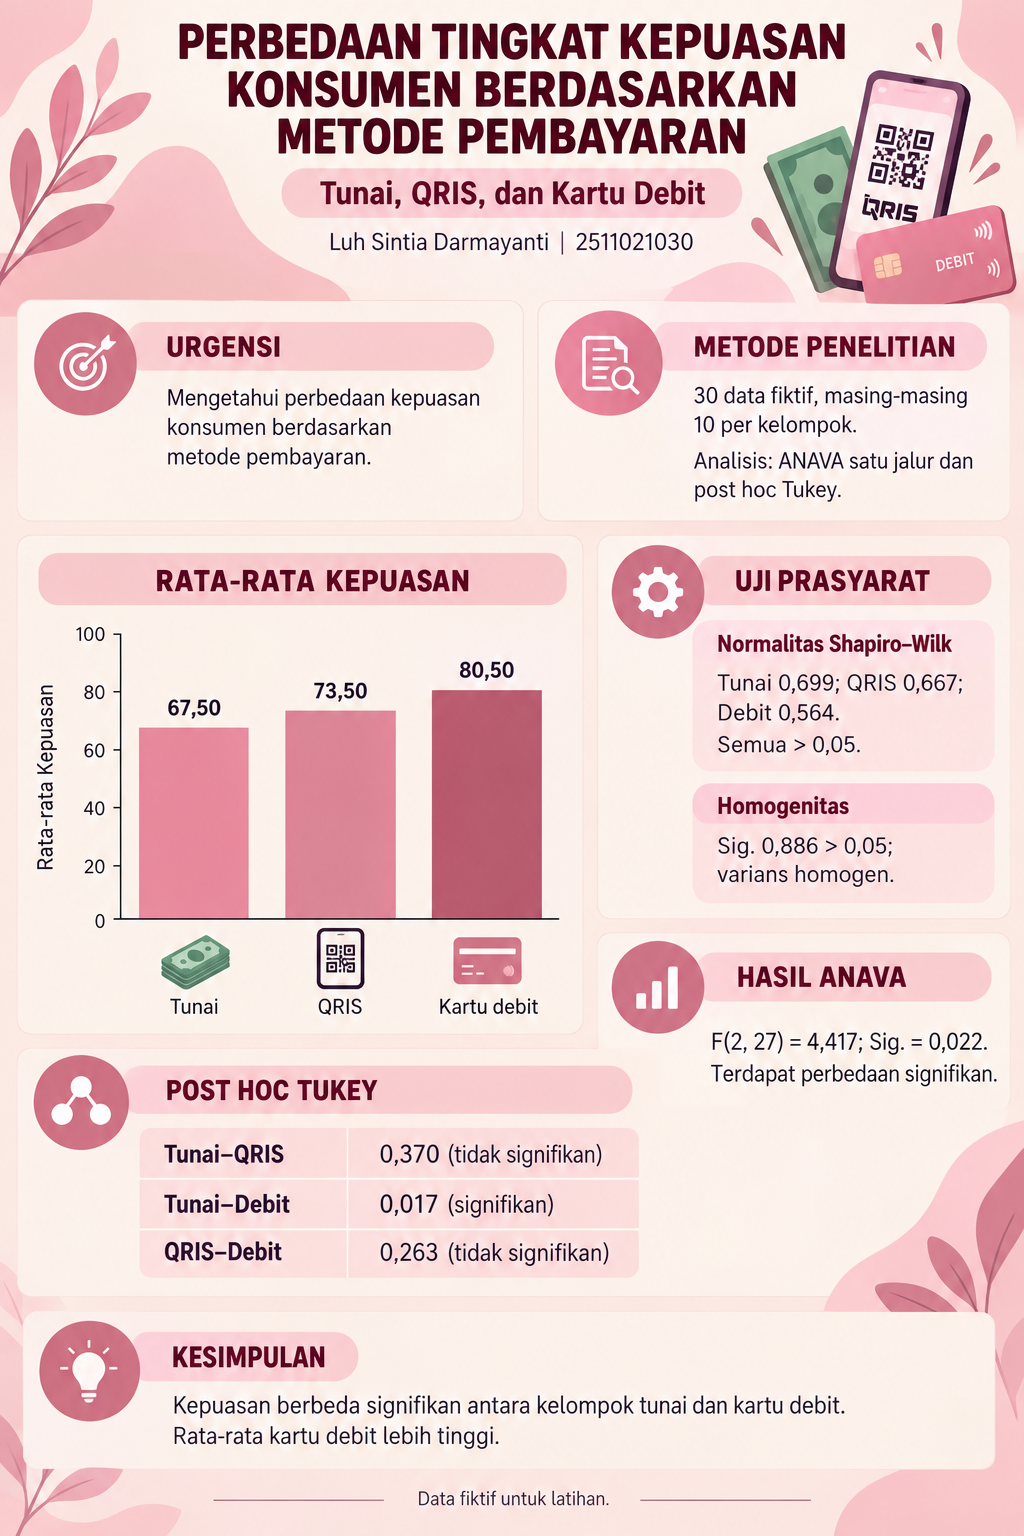 PERBEDAAN TINGKAT KEPUASAN
KONSUMEN BERDASARKAN
METODE PEMBAYARAN
Tunai, QRIS, dan Kartu Debit
Luh Sintia Darmayanti | 2511021030
QRIS
DEBIT
URGENSI
Mengetahui perbedaan kepuasan
konsumen berdasarkan
metode pembayaran.
METODE PENELITIAN
30 data fiktif, masing-masing
10 per kelompok.
Analisis: ANAVA satu jalur dan
post hoc Tukey.
RATA-RATA KEPUASAN
Rata-rata Kepuasan
100
80
60
40
20
0
67,50
73,50
80,50
Tunai
QRIS
Kartu debit
UJI PRASYARAT
Normalitas Shapiro–Wilk
Tunai 0,699; QRIS 0,667;
Debit 0,564.
Semua > 0,05.
Homogenitas
Sig. 0,886 > 0,05;
varians homogen.
HASIL ANAVA
F(2, 27) = 4,417; Sig. = 0,022.
Terdapat perbedaan signifikan.
POST HOC TUKEY
Tunai–QRIS 0,370 (tidak signifikan)
Tunai–Debit 0,017 (signifikan)
QRIS–Debit 0,263 (tidak signifikan)
KESIMPULAN
Kepuasan berbeda signifikan antara kelompok tunai dan kartu debit.
Rata-rata kartu debit lebih tinggi.
Data fiktif untuk latihan.